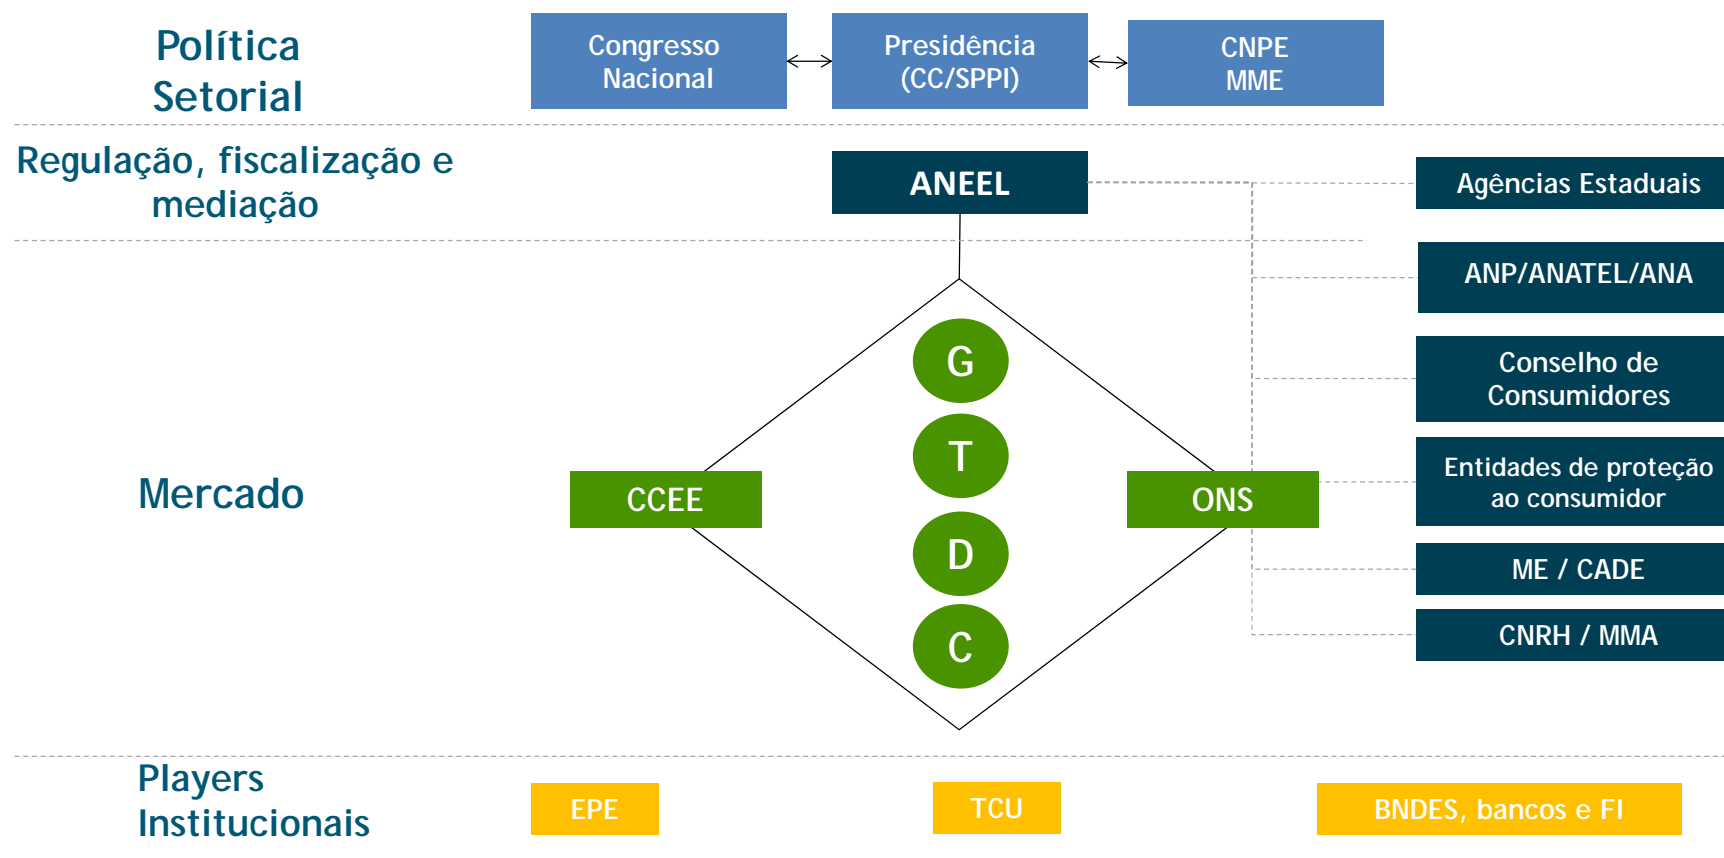 Política
Setorial
Congresso
Nacional
Presidência
(CC/SPPI)
CNPE
MME
Regulação, fiscalização e
mediação
ANEEL
Agências Estaduais
ANP/ANATEL/ANA
Conselho de
Consumidores
Entidades de proteção
ao consumidor
ME / CADE
CNRH / MMA
Mercado
G
T
D
C
CCEE
ONS
Players
Institucionais
EPE
TCU
BNDES, bancos e FI